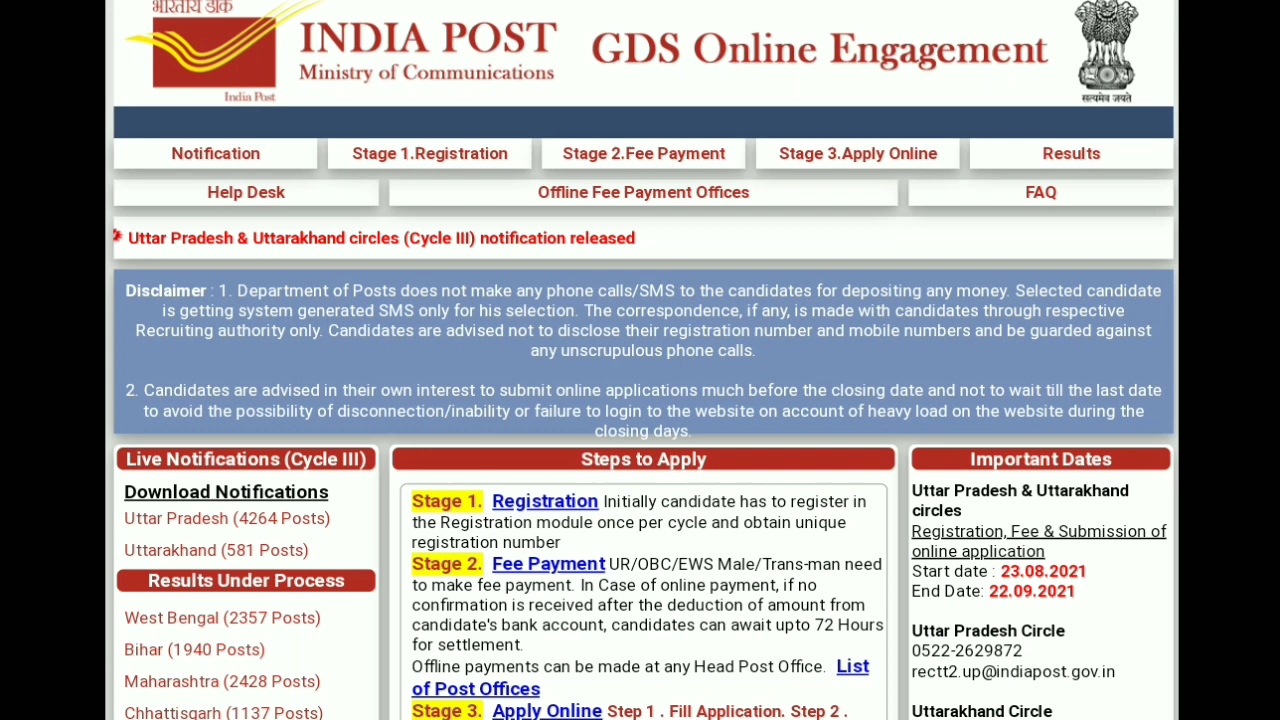 भारतीय डाक
INDIA POST
Ministry of Communications
India Post
GDS Online Engagement
सत्यमेव जयते
Notification
Stage 1.Registration
Stage 2.Fee Payment
Stage 3.Apply Online
Results
Help Desk
Offline Fee Payment Offices
FAQ
Uttar Pradesh & Uttarakhand circles (Cycle III) notification released
Disclaimer : 1. Department of Posts does not make any phone calls/SMS to the candidates for depositing any money. Selected candidate
is getting system generated SMS only for his selection. The correspondence, if any, is made with candidates through respective
Recruiting authority only. Candidates are advised not to disclose their registration number and mobile numbers and be guarded against
any unscrupulous phone calls.
2. Candidates are advised in their own interest to submit online applications much before the closing date and not to wait till the last date
to avoid the possibility of disconnection/inability or failure to login to the website on account of heavy load on the website during the
closing days.
Live Notifications (Cycle III)
Download Notifications
Uttar Pradesh (4264 Posts)
Uttarakhand (581 Posts)
Results Under Process
West Bengal (2357 Posts)
Bihar (1940 Posts)
Maharashtra (2428 Posts)
Chhattisgarh (1137 Posts)
Steps to Apply
Stage 1. Registration Initially candidate has to register in
the Registration module once per cycle and obtain unique
registration number
Stage 2. Fee Payment UR/OBC/EWS Male/Trans-man need
to make fee payment. In Case of online payment, if no
confirmation is received after the deduction of amount from
candidate's bank account, candidates can await upto 72 Hours
for settlement.
Offline payments can be made at any Head Post Office. List
of Post Offices
Stage 3. Apply Online Step 1 . Fill Application. Step 2 .
Important Dates
Uttar Pradesh & Uttarakhand
circles
Registration, Fee & Submission of
online application
Start date : 23.08.2021
End Date: 22.09.2021
Uttar Pradesh Circle
0522-2629872
rectt2.up@indiapost.gov.in
Uttarakhand Circle